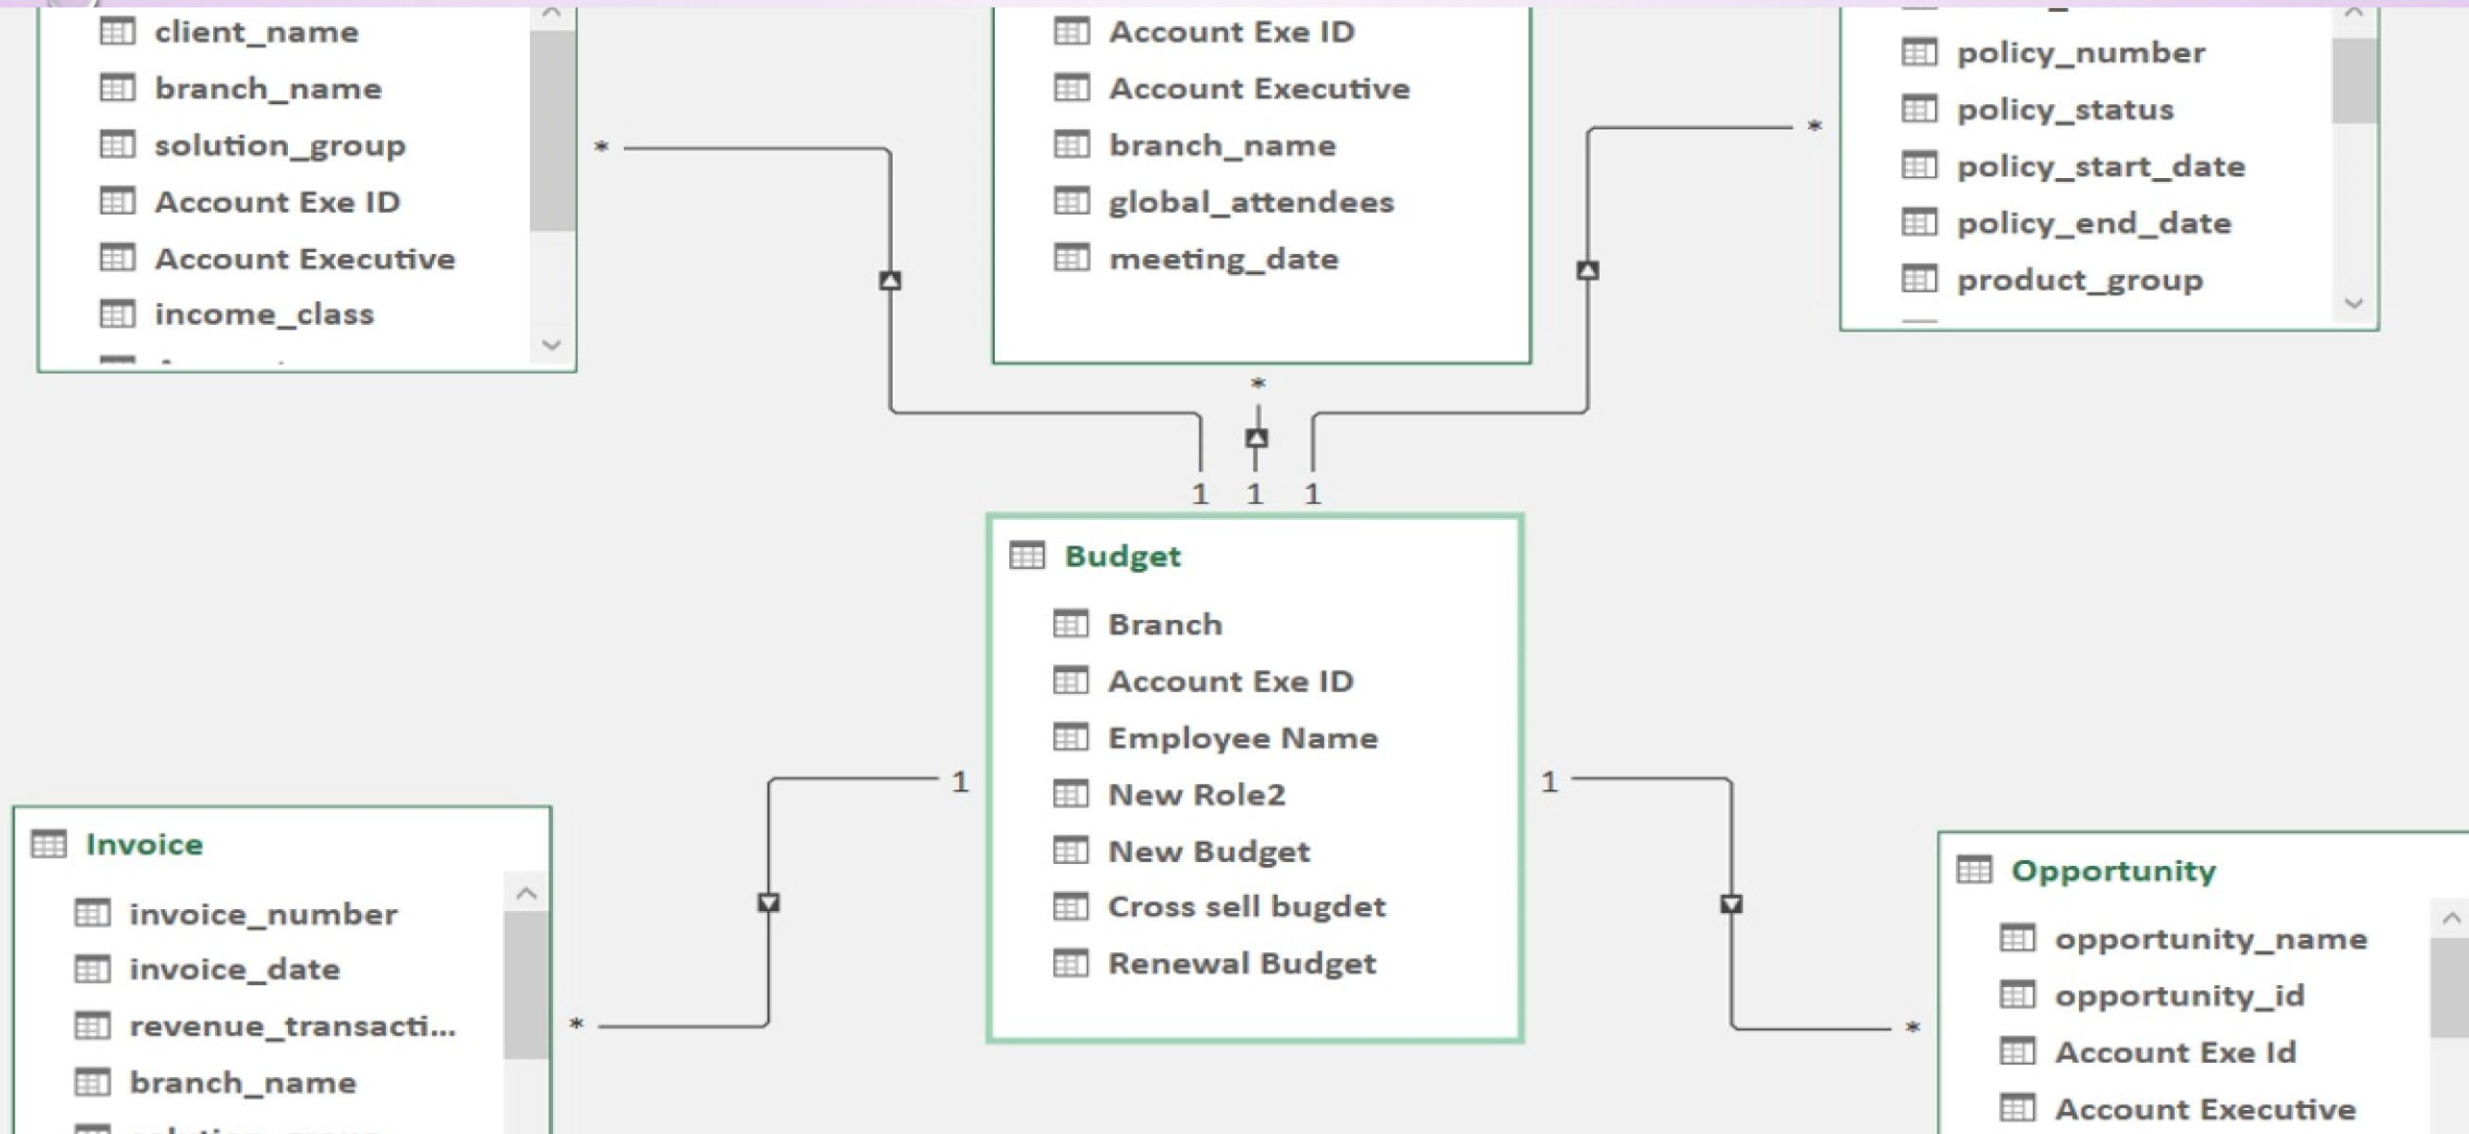 client_name
branch_name
solution_group
Account Exe ID
Account Executive
income_class
Account Exe ID
Account Executive
branch_name
global_attendees
meeting_date
policy_number
policy_status
policy_start_date
policy_end_date
product_group
*
*
*
1 1 1
Budget
Branch
Account Exe ID
Employee Name
New Role2
New Budget
Cross sell bugdet
Renewal Budget
1
1
*
*
Invoice
invoice_number
invoice_date
revenue_transacti...
branch_name
Opportunity
opportunity_name
opportunity_id
Account Exe Id
Account Executive